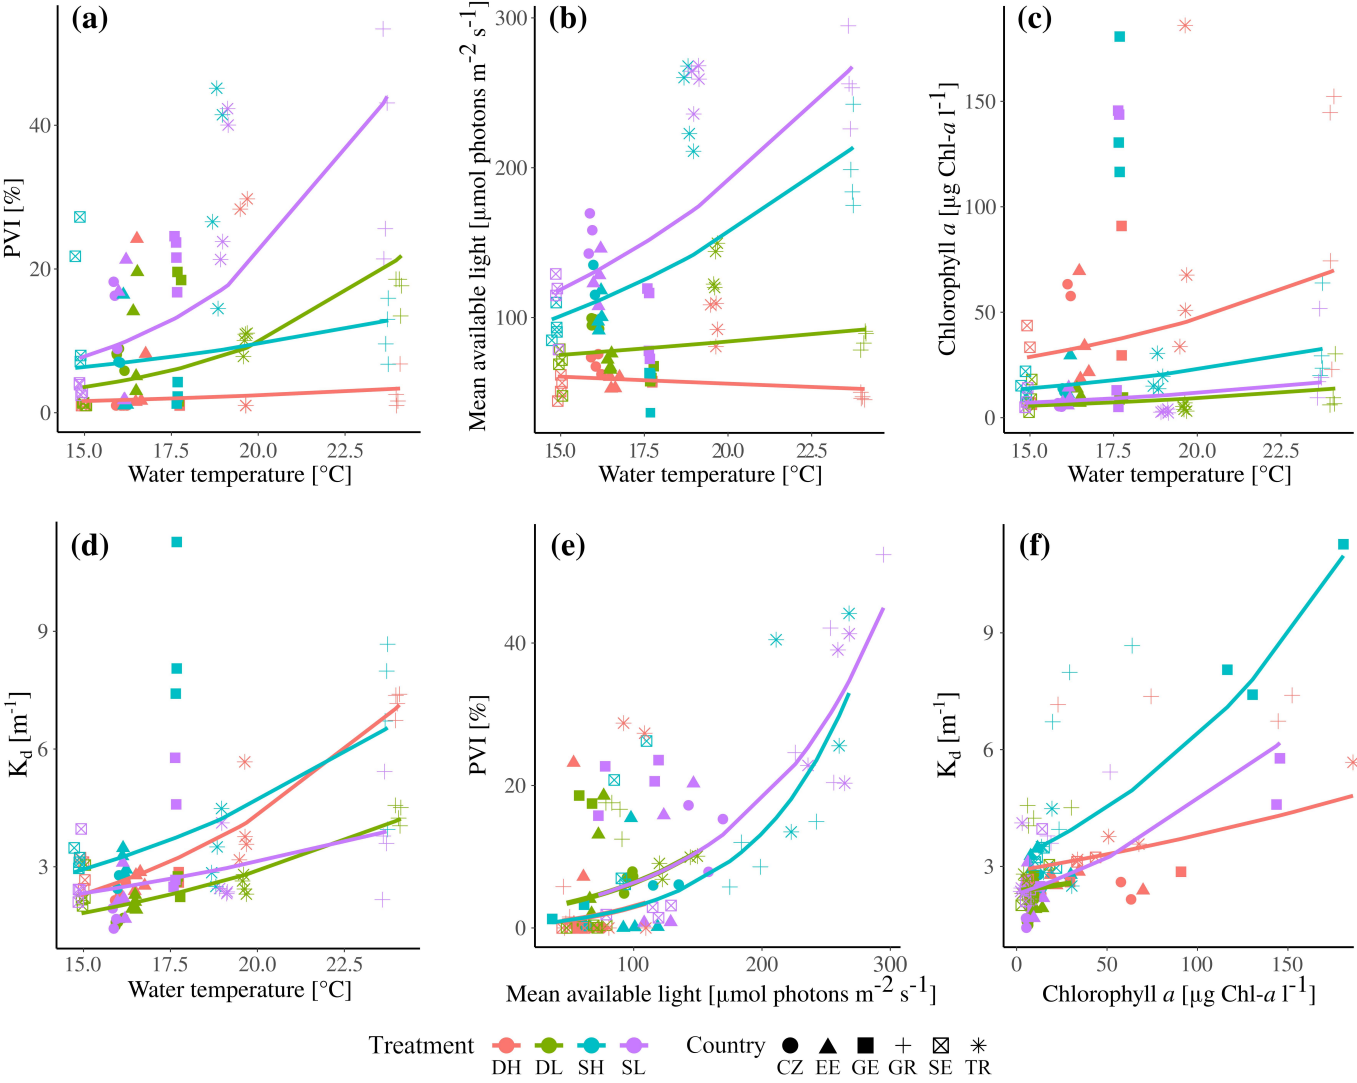 (a)
PVI [%]
40
20
0
15.0 17.5 20.0 22.5
Water temperature [°C]
(b)
Mean available light [µmol photons m-2 s-1]
300
200
100
15.0 17.5 20.0 22.5
Water temperature [°C]
(c)
Chlorophyll a [µg Chl-a l-1]
150
100
50
0
15.0 17.5 20.0 22.5
Water temperature [°C]
(d)
Kd [m-1]
9
6
3
15.0 17.5 20.0 22.5
Water temperature [°C]
(e)
PVI [%]
40
20
0
100 200 300
Mean available light [µmol photons m-2 s-1]
(f)
Kd [m-1]
9
6
3
0 50 100 150
Chlorophyll a [µg Chl-a l-1]
Treatment
DH DL SH SL
Country
CZ EE GE GR SE TR